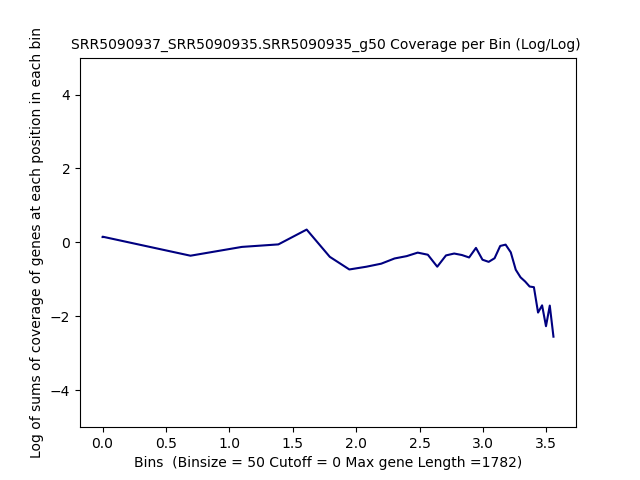 SRR5090937_SRR5090935.SRR5090935_g50 Coverage per Bin (Log/Log)
Log of sums of coverage of genes at each position in each bin
4
2
0
−2
−4
0.0 0.5 1.0 1.5 2.0 2.5 3.0 3.5
Bins  (Binsize = 50 Cutoff = 0 Max gene Length =1782)